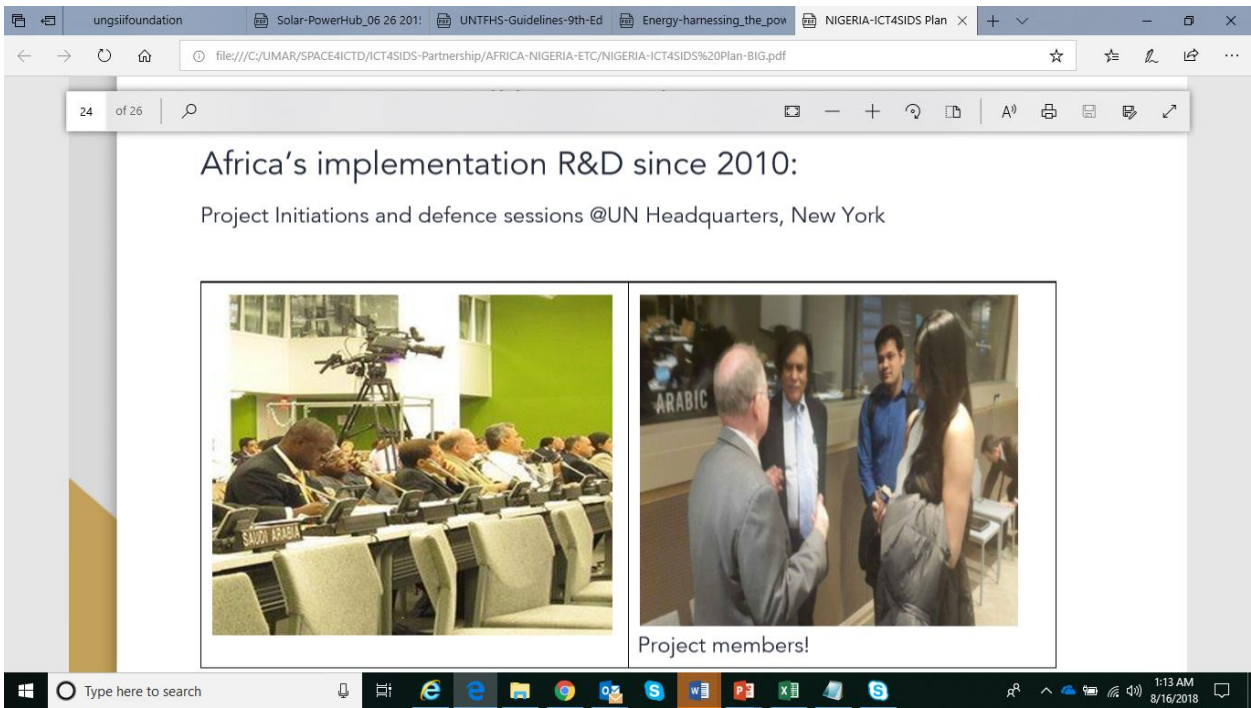 ungsiifoundation
Solar-PowerHub_06 26 201
UNTFHS-Guidelines-9th-Ed
Energy-harnessing_the_pow
NIGERIA-ICT4SIDS Plan
file:///C:/UMAR/SPACE4ICTD/ICT4SIDS-Partnership/AFRICA-NIGERIA-ETC/NIGERIA-ICT4SIDS%20Plan-BIG.pdf
24 of 26
Africa's implementation R&D since 2010:
Project Initiations and defence sessions @UN Headquarters, New York
SAUDI ARABIA
ARABIC
Project members!
Type here to search
1:13 AM
8/16/2018